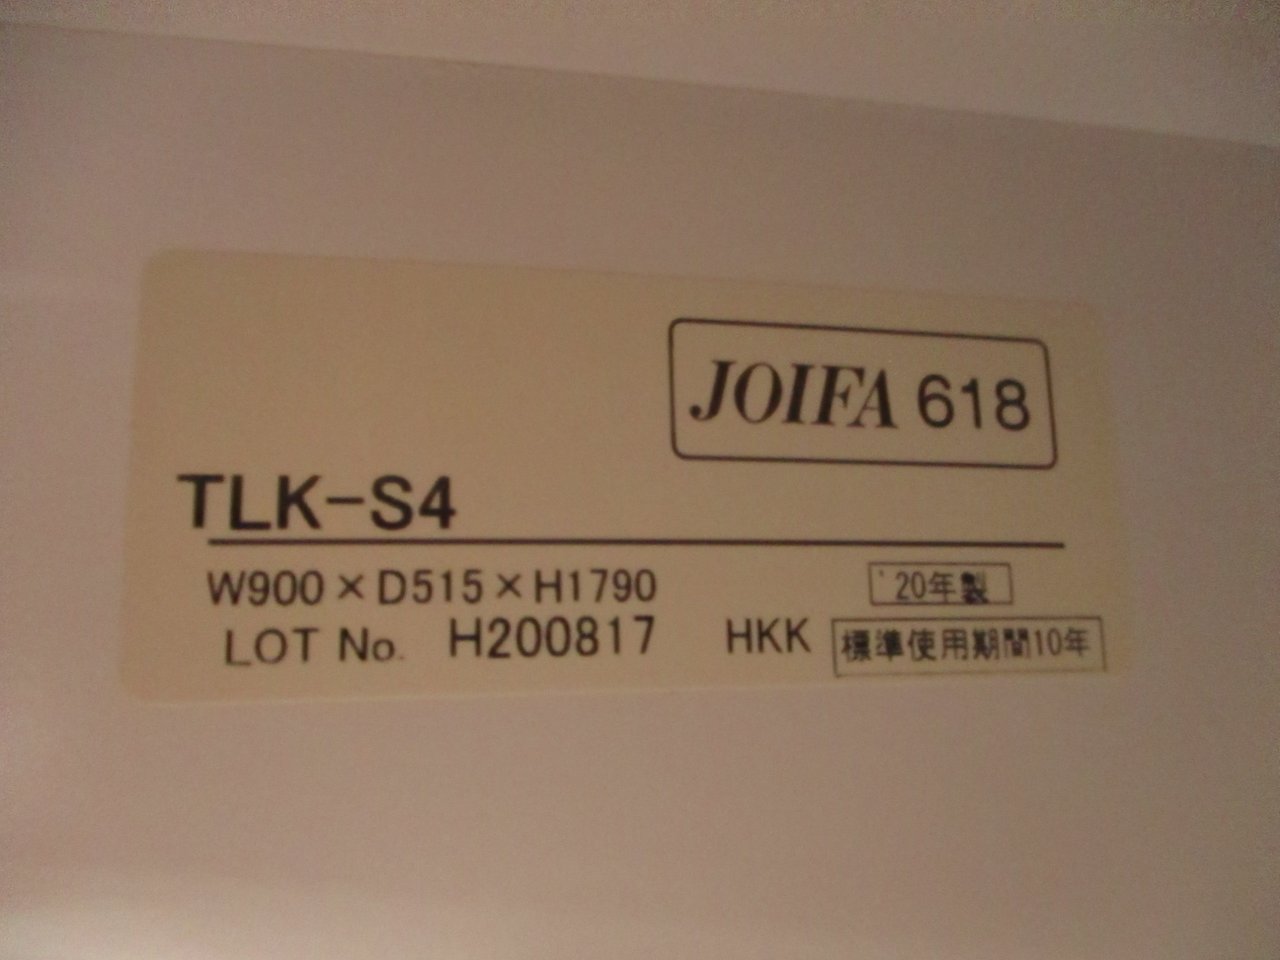 JOIFA 618
TLK-S4
W900×D515×H1790 '20年製
LOT No. H200817 HKK 標準使用期間10年